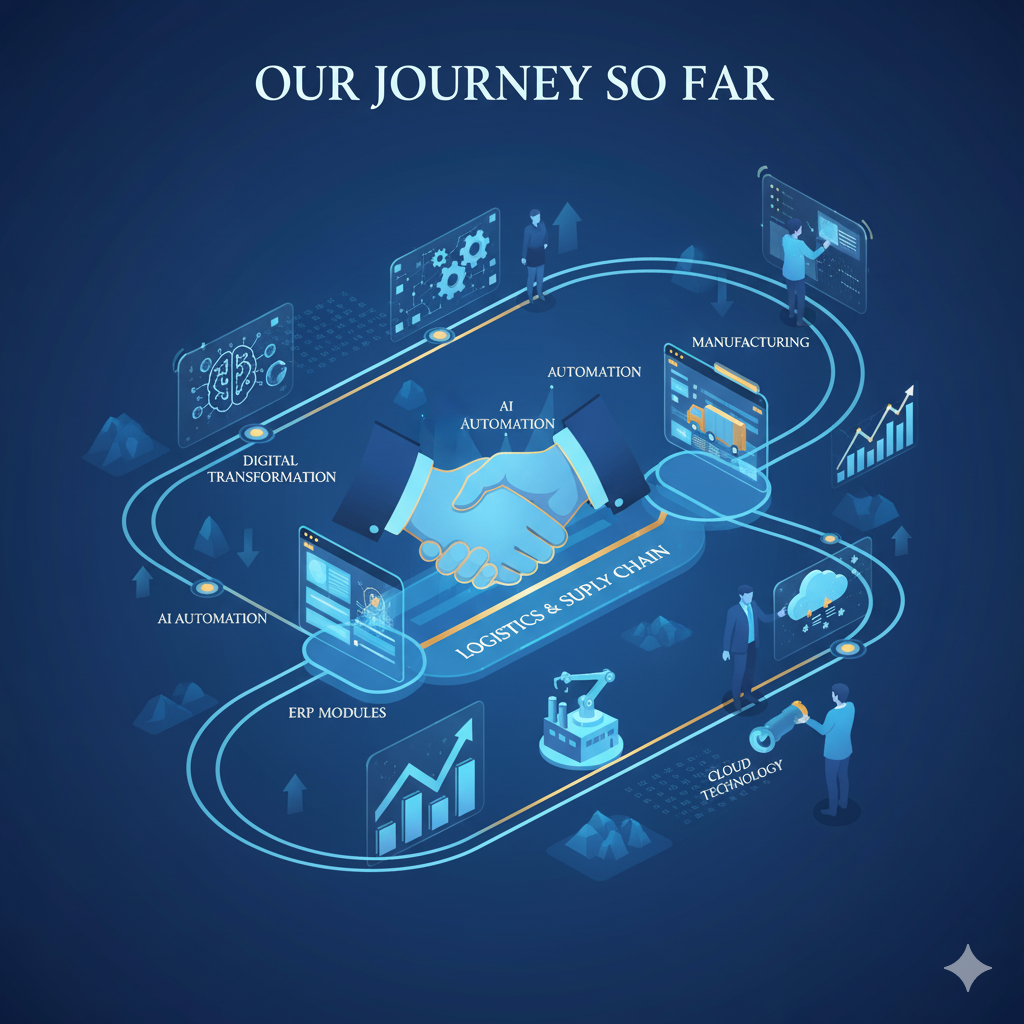 OUR JOURNEY SO FAR
MANUFACTURING
AUTOMATION
AI
AUTOMATION
DIGITAL
TRANSFORMATION
LOGISTICS & SUPLY CHAIN
AI AUTOMATION
ERP MODULES
CLOUD
TECHNOLOGY